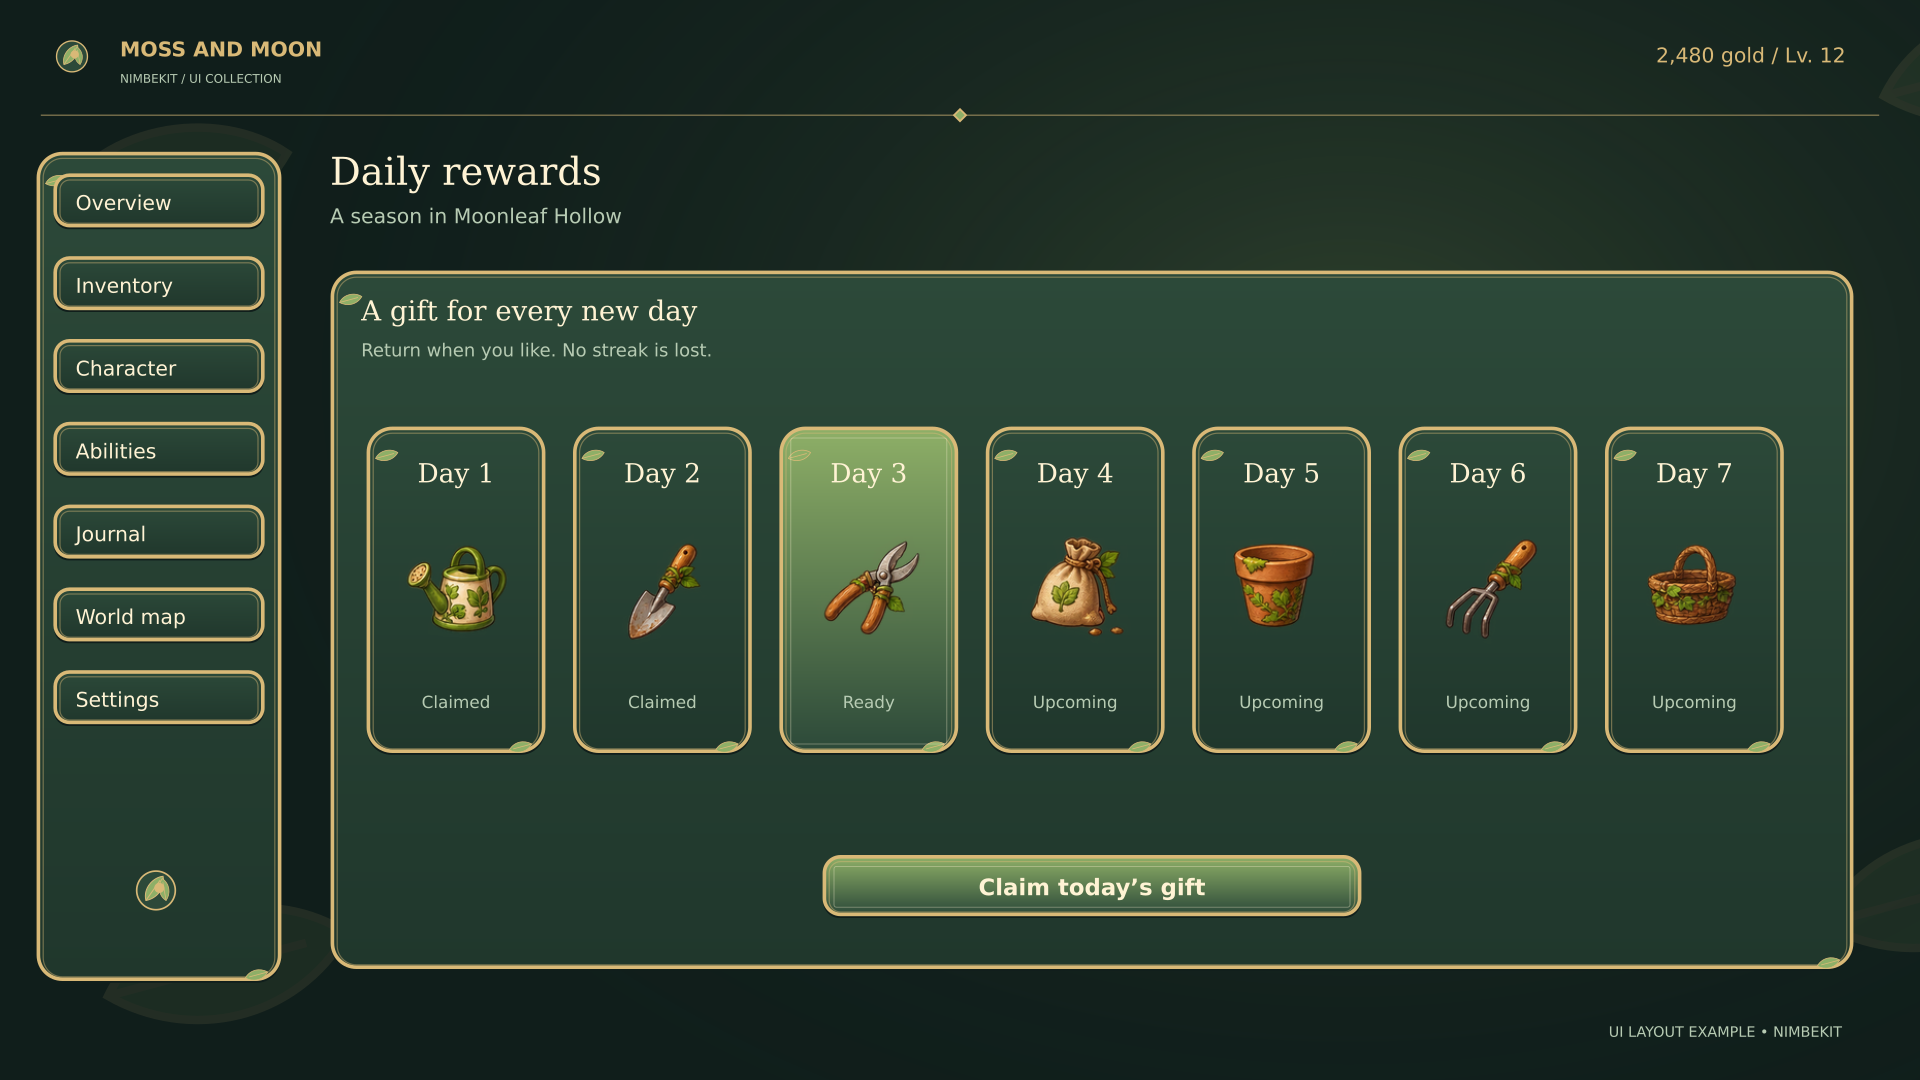 MOSS AND MOON
NIMBEKIT / UI COLLECTION
2,480 gold / Lv. 12
Overview
Inventory
Character
Abilities
Journal
World map
Settings
Daily rewards
A season in Moonleaf Hollow
A gift for every new day
Return when you like. No streak is lost.
Day 1
Claimed
Day 2
Claimed
Day 3
Ready
Day 4
Upcoming
Day 5
Upcoming
Day 6
Upcoming
Day 7
Upcoming
Claim today’s gift
UI LAYOUT EXAMPLE • NIMBEKIT